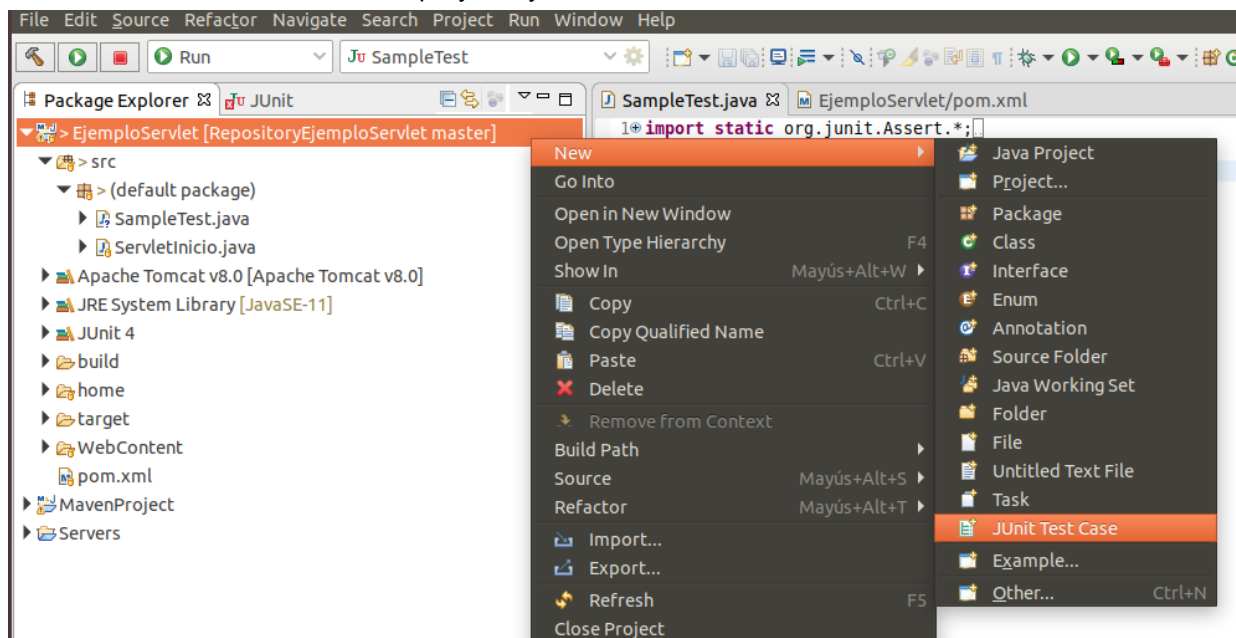 File Edit Source Refactor Navigate Search Project Run Window Help
Run
Ju SampleTest
Package Explorer
Ju JUnit
SampleTest.java
EjemploServlet/pom.xml
> EjemploServlet [RepositoryEjemploServlet master]
> src
> (default package)
SampleTest.java
ServletInicio.java
Apache Tomcat v8.0 [Apache Tomcat v8.0]
JRE System Library [JavaSE-11]
JUnit 4
build
home
target
WebContent
pom.xml
MavenProject
Servers
1 import static org.junit.Assert.*;
New
Go Into
Open in New Window
Open Type Hierarchy F4
Show In Mayús+Alt+W
Copy Ctrl+C
Copy Qualified Name
Paste Ctrl+V
Delete
Remove from Context
Build Path
Source Mayús+Alt+S
Refactor Mayús+Alt+T
Import...
Export...
Refresh F5
Close Project
Java Project
Project...
Package
Class
Interface
Enum
Annotation
Source Folder
Java Working Set
Folder
File
Untitled Text File
Task
JUnit Test Case
Example...
Other... Ctrl+N